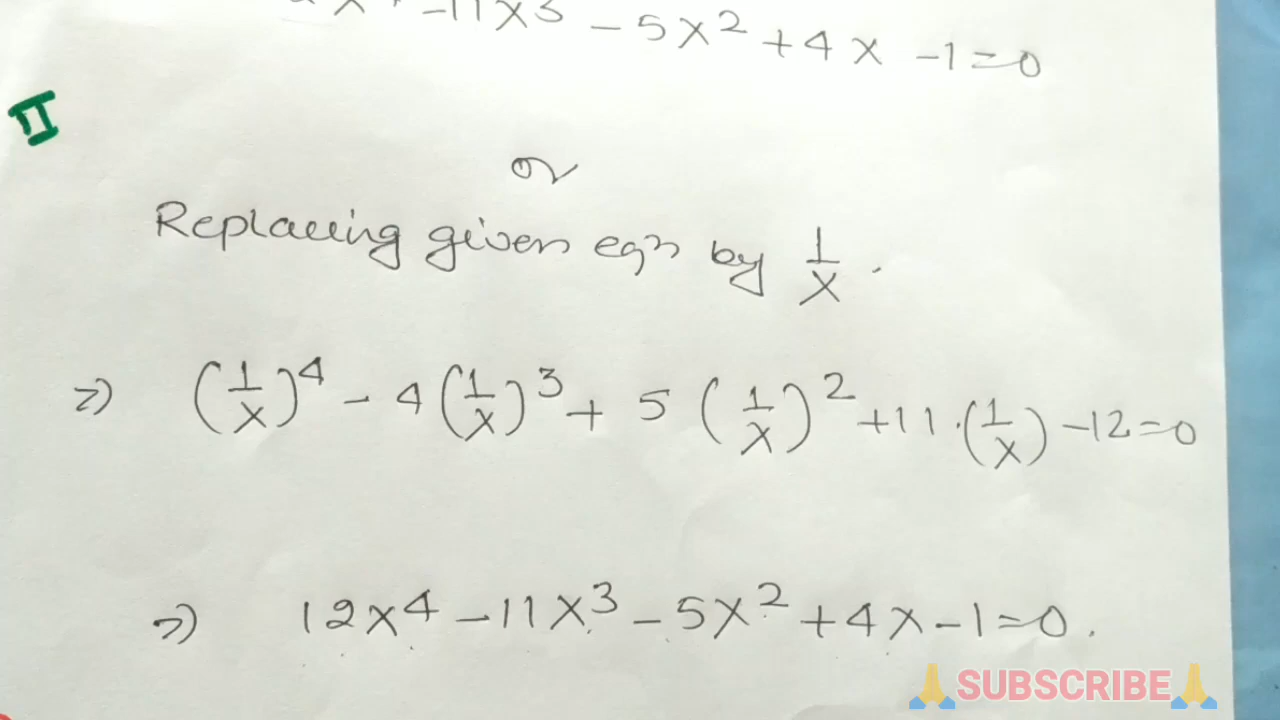 -11x³ - 5x² + 4x - 1 = 0
II
or
Replacing given eqn by 1/x.
⇒ (1/x)⁴ - 4(1/x)³ + 5(1/x)² + 11.(1/x) - 12 = 0
⇒ 12x⁴ - 11x³ - 5x² + 4x - 1 = 0.
🙏SUBSCRIBE🙏